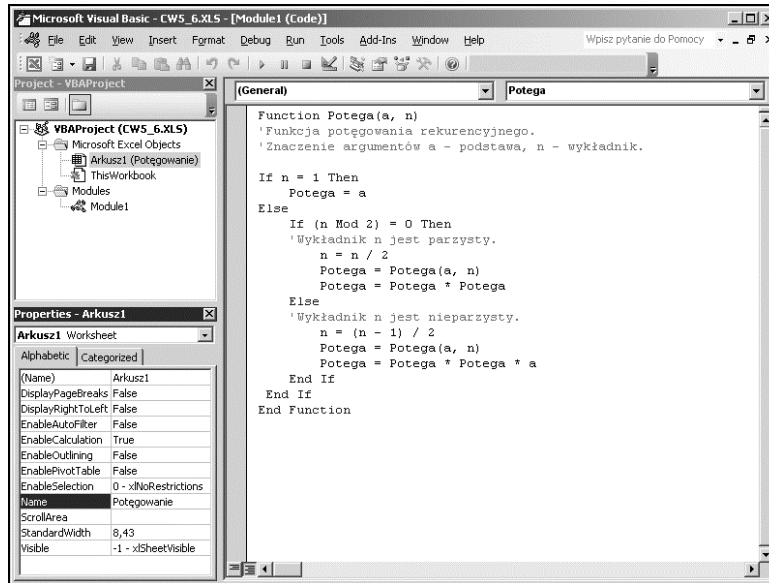 Microsoft Visual Basic - CW5_6.XLS - [Module1 (Code)]
File Edit View Insert Format Debug Run Tools Add-Ins Window Help
Wpisz pytanie do Pomocy
Project - VBAProject
VBAProject (CW5_6.XLS)
Microsoft Excel Objects
Arkusz1 (Potęgowanie)
ThisWorkbook
Modules
Module1
Properties - Arkusz1
Arkusz1 Worksheet
Alphabetic Categorized
(Name) Arkusz1
DisplayPageBreaks False
DisplayRightToLeft False
EnableAutoFilter False
EnableCalculation True
EnableOutlining False
EnablePivotTable False
EnableSelection 0 - xlNoRestrictions
Name Potęgowanie
ScrollArea
StandardWidth 8,43
Visible -1 - xlSheetVisible
(General) Potega
Function Potega(a, n)
'Funkcja potęgowania rekurencyjnego.
'Znaczenie argumentów a - podstawa, n - wykładnik.
If n = 1 Then
Potega = a
Else
If (n Mod 2) = 0 Then
'Wykładnik n jest parzysty.
n = n / 2
Potega = Potega(a, n)
Potega = Potega * Potega
Else
'Wykładnik n jest nieparzysty.
n = (n - 1) / 2
Potega = Potega(a, n)
Potega = Potega * Potega * a
End If
End If
End Function